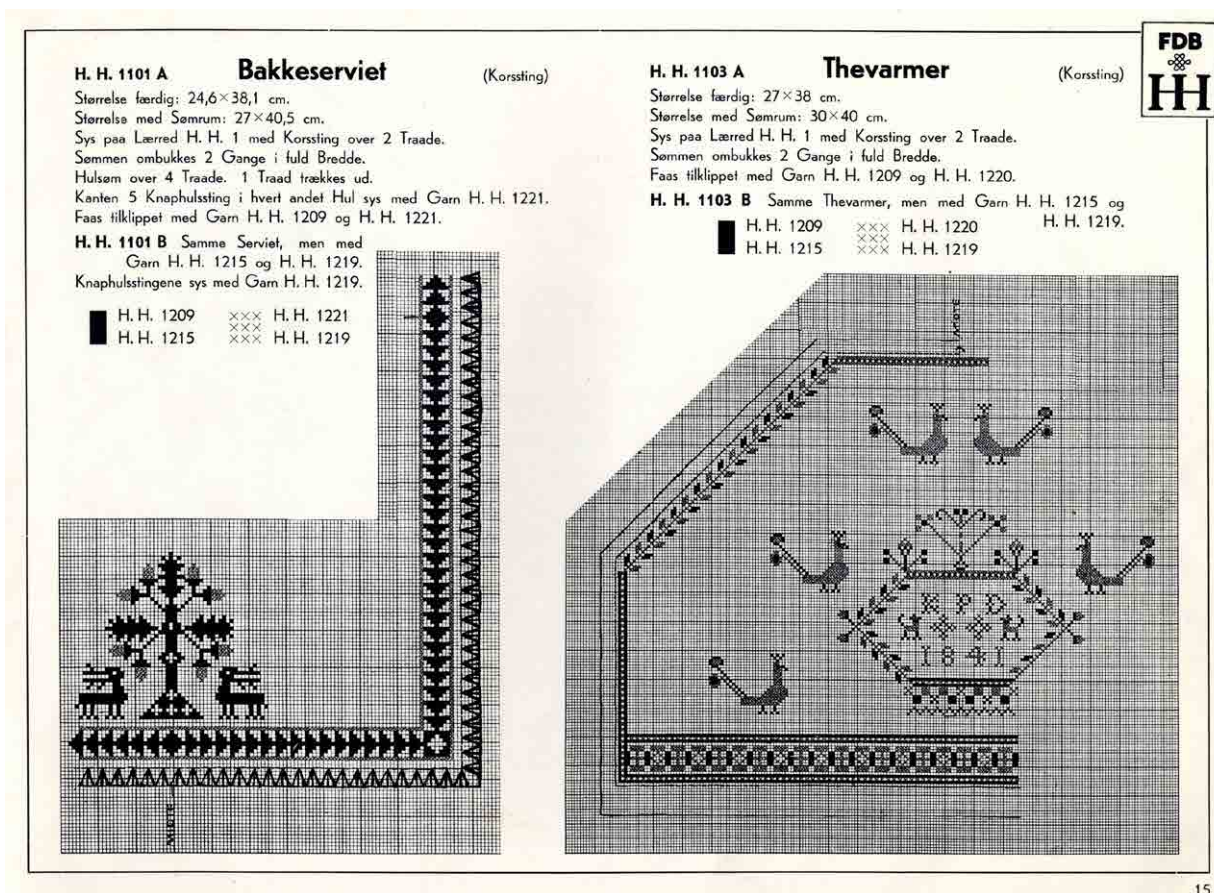 FDB
HH
H. H. 1101 A Bakkeserviet (Korssting)
Størrelse færdig: 24,6×38,1 cm.
Størrelse med Sømrum: 27×40,5 cm.
Sys paa Lærred H. H. 1 med Korssting over 2 Traade.
Sømmen ombukkes 2 Gange i fuld Bredde.
Hulsøm over 4 Traade. 1 Traad trækkes ud.
Kanten 5 Knaphulssting i hvert andet Hul sys med Garn H. H. 1221.
Faas tilklippet med Garn H. H. 1209 og H. H. 1221.
H. H. 1101 B Samme Serviet, men med
Garn H. H. 1215 og H. H. 1219.
Knaphulsstingene sys med Garn H. H. 1219.
H. H. 1209 ××× H. H. 1221
×××
H. H. 1215 ××× H. H. 1219
MIDTE
H. H. 1103 A Thevarmer (Korssting)
Størrelse færdig: 27×38 cm.
Størrelse med Sømrum: 30×40 cm.
Sys paa Lærred H. H. 1 med Korssting over 2 Traade.
Sømmen ombukkes 2 Gange i fuld Bredde.
Faas tilklippet med Garn H. H. 1209 og H. H. 1220.
H. H. 1103 B Samme Thevarmer, men med Garn H. H. 1215 og
H. H. 1219.
H. H. 1209 ××× H. H. 1220
×××
H. H. 1215 ××× H. H. 1219
MIDTE
K P D
1841
15